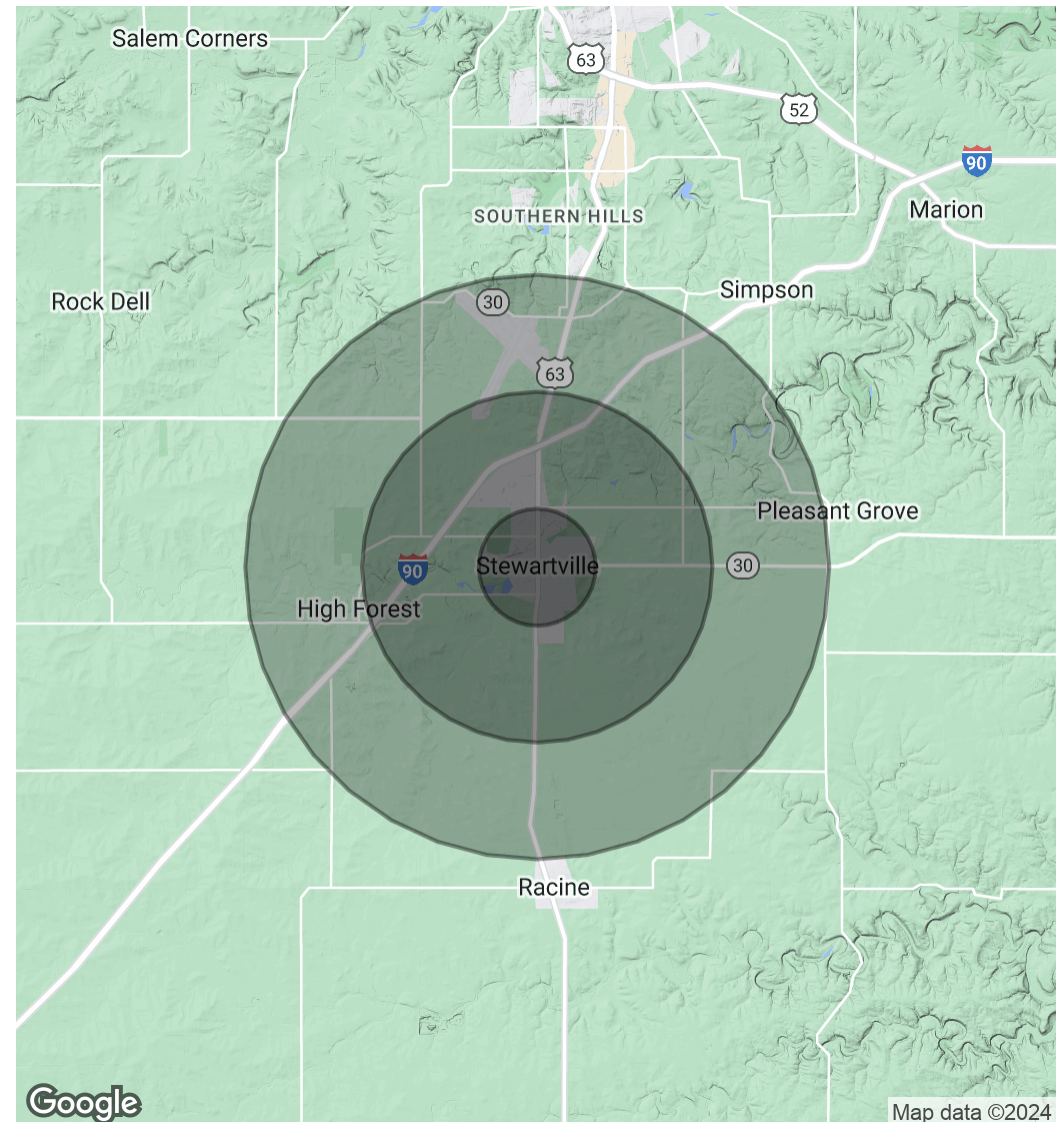 Salem Corners
63
52
90
Marion
SOUTHERN HILLS
Simpson
Rock Dell
30
63
Pleasant Grove
Stewartville
30
90
High Forest
Racine
Google
Map data ©2024